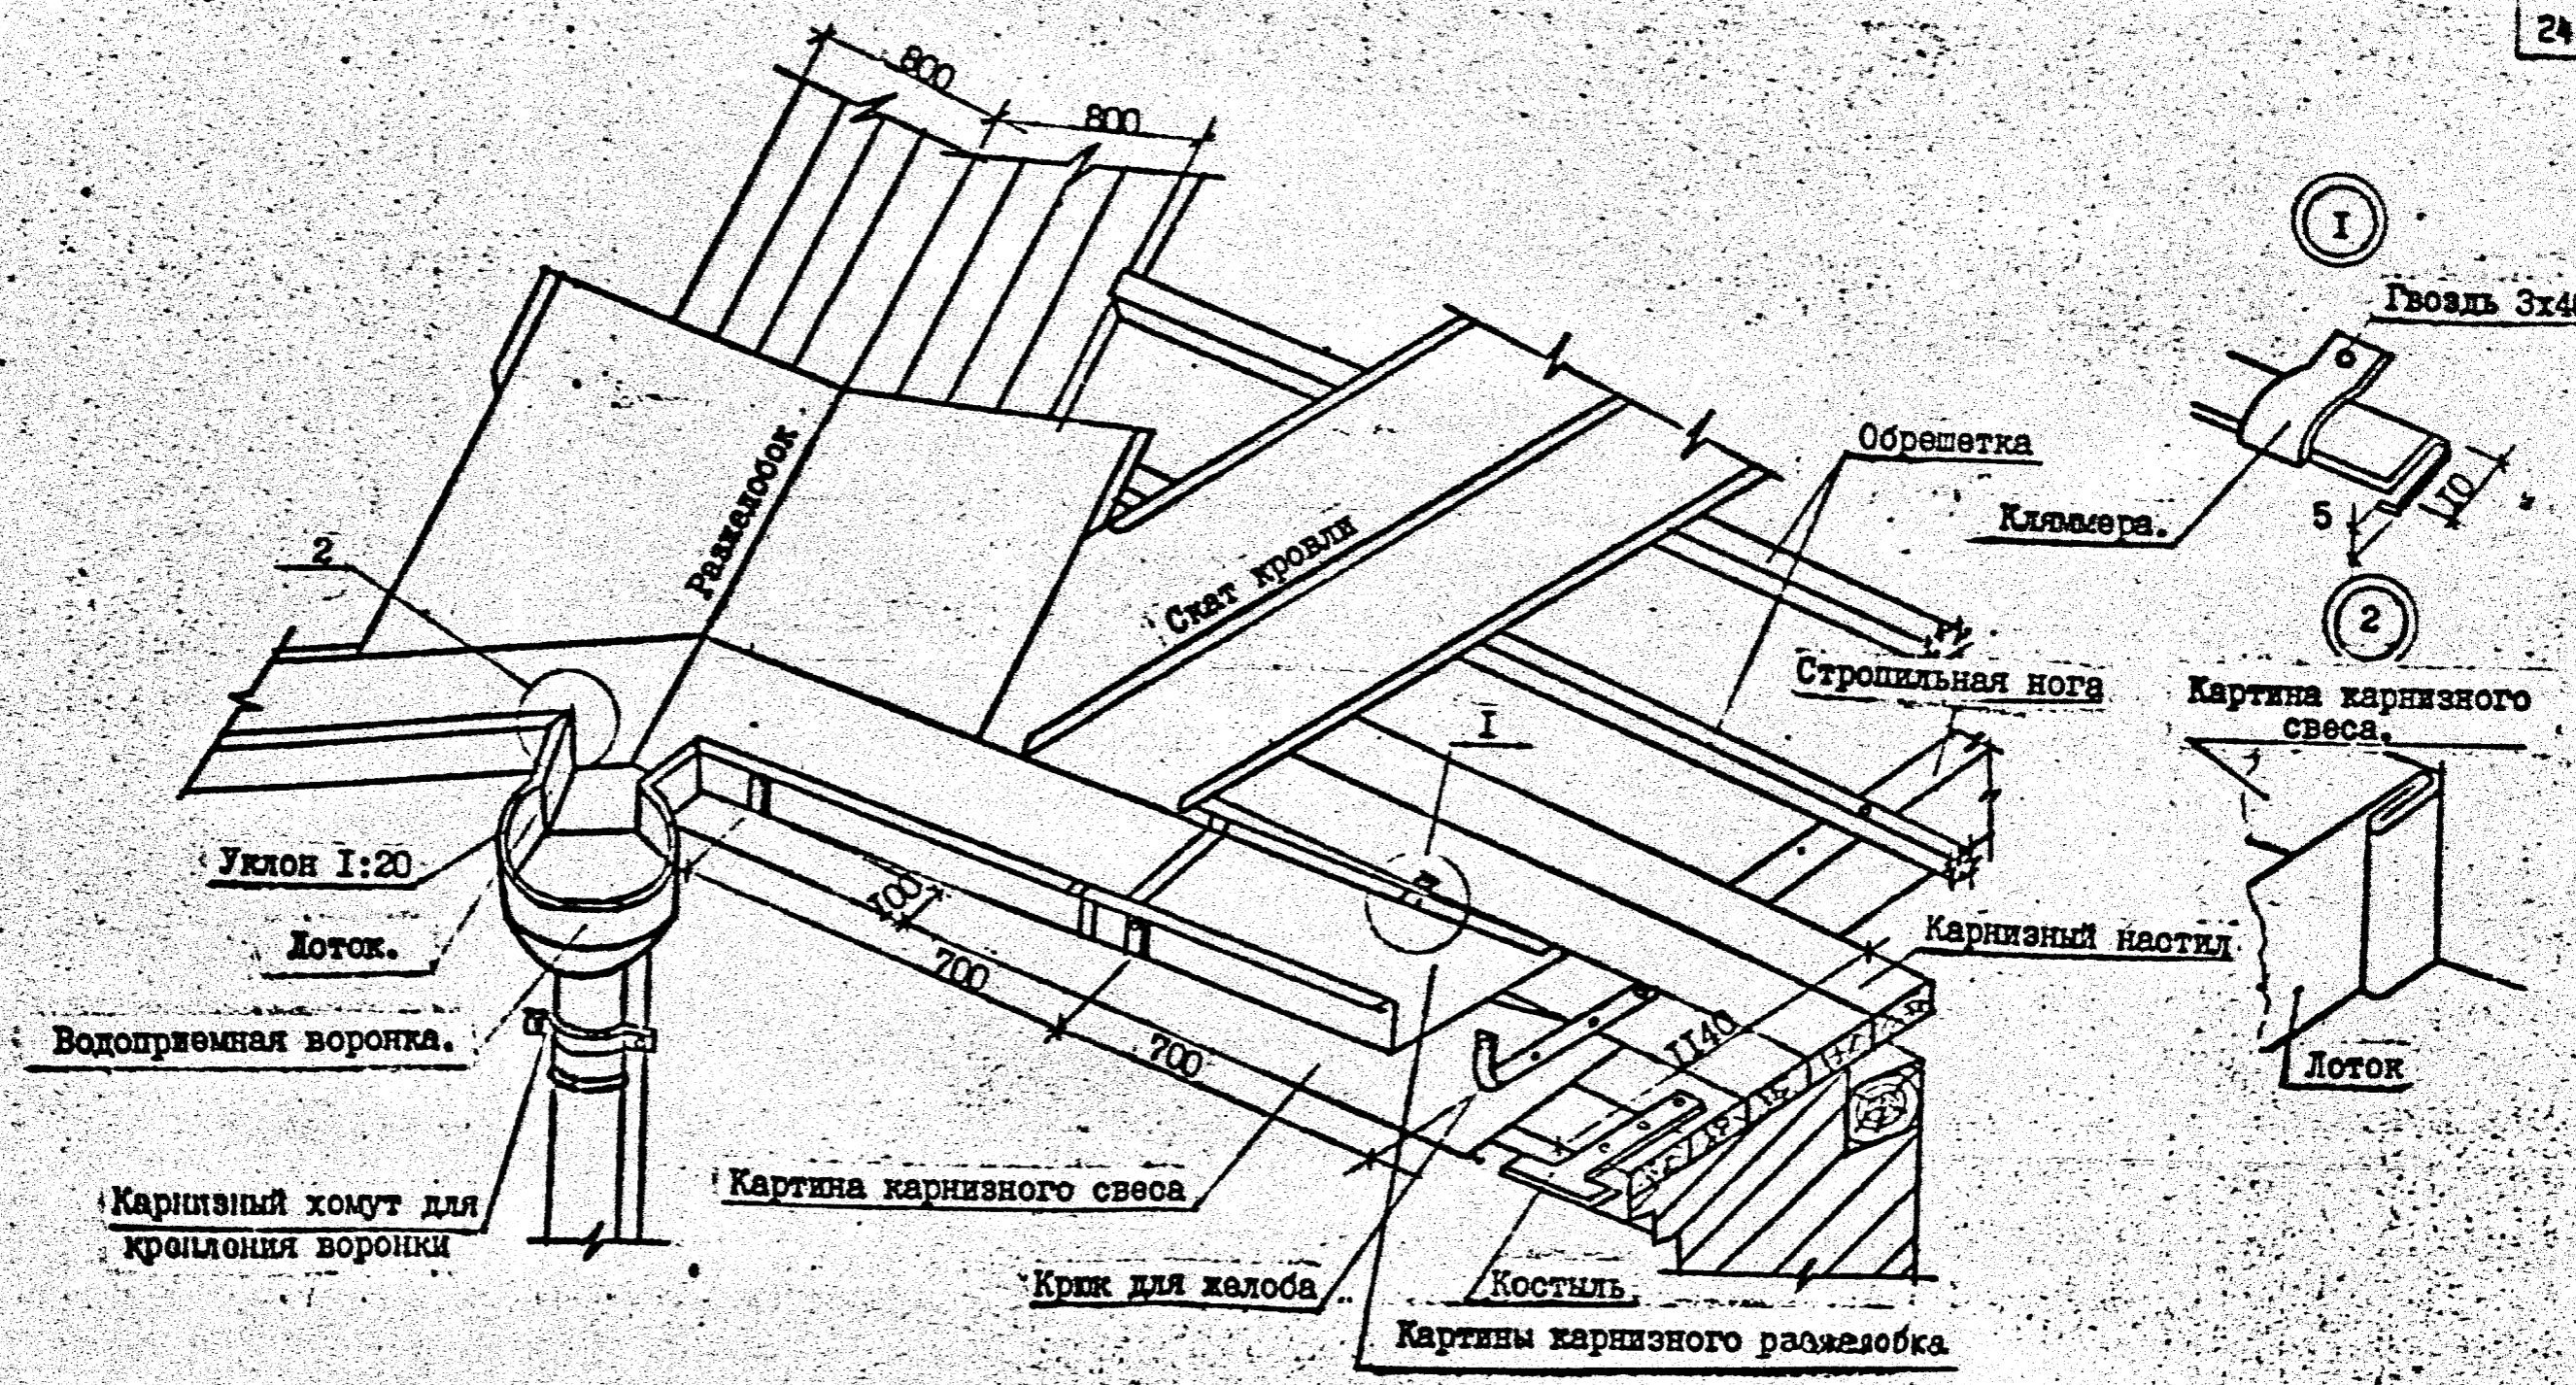 24
800
800
I
Гвоздь 3х40
Разжелобок
Обрешетка
Скат кровли
Кляммера.
10
5
2
2
Стропильная нога
Картина карнизного
свеса.
I
Уклон I:20
100
Лоток.
Карнизный настил
700
Водоприемная воронка.
700
1140
Лоток
Картина карнизного свеса
Карнизный хомут для
крепления воронки
Крюк для желоба
Костыль
Картины карнизного разжелобка